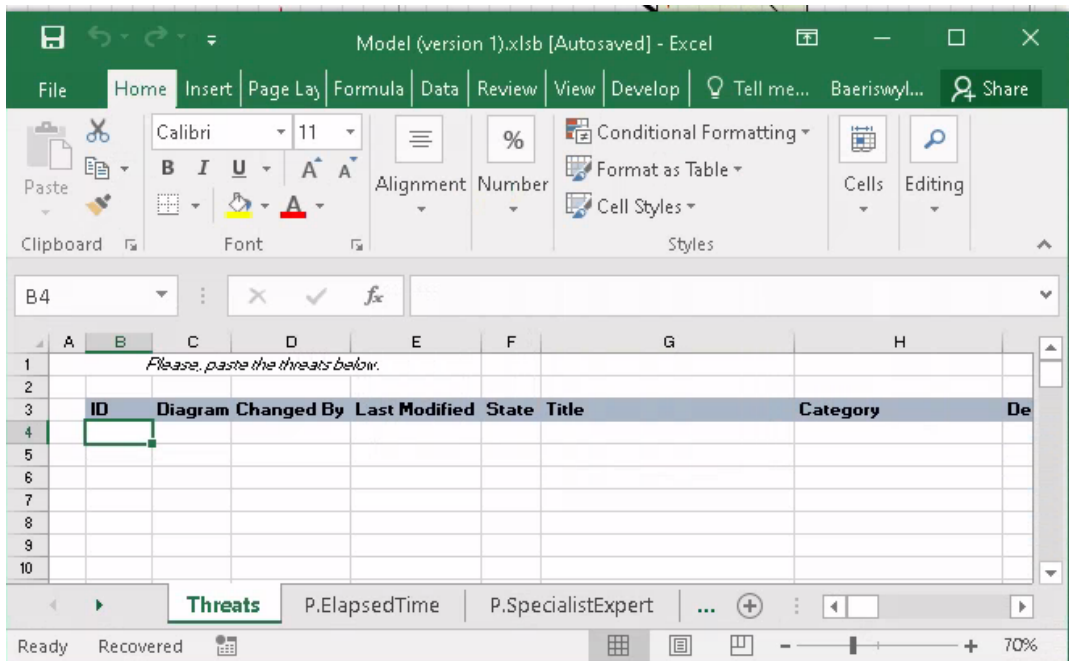 Model (version 1).xlsb [Autosaved] - Excel
File Home Insert Page Lay Formula Data Review View Develop Tell me... Baeriswyl... Share
Calibri 11
B I U A A
Paste
Alignment
%
Number
Conditional Formatting
Format as Table
Cell Styles
Cells
Editing
A
Clipboard Font Styles
B4 fx
A B C D E F G H
1 Please, paste the threats below.
2
3 ID Diagram Changed By Last Modified State Title Category De
4
5
6
7
8
9
10
Threats P.ElapsedTime P.SpecialistExpert ...
Ready Recovered 70%